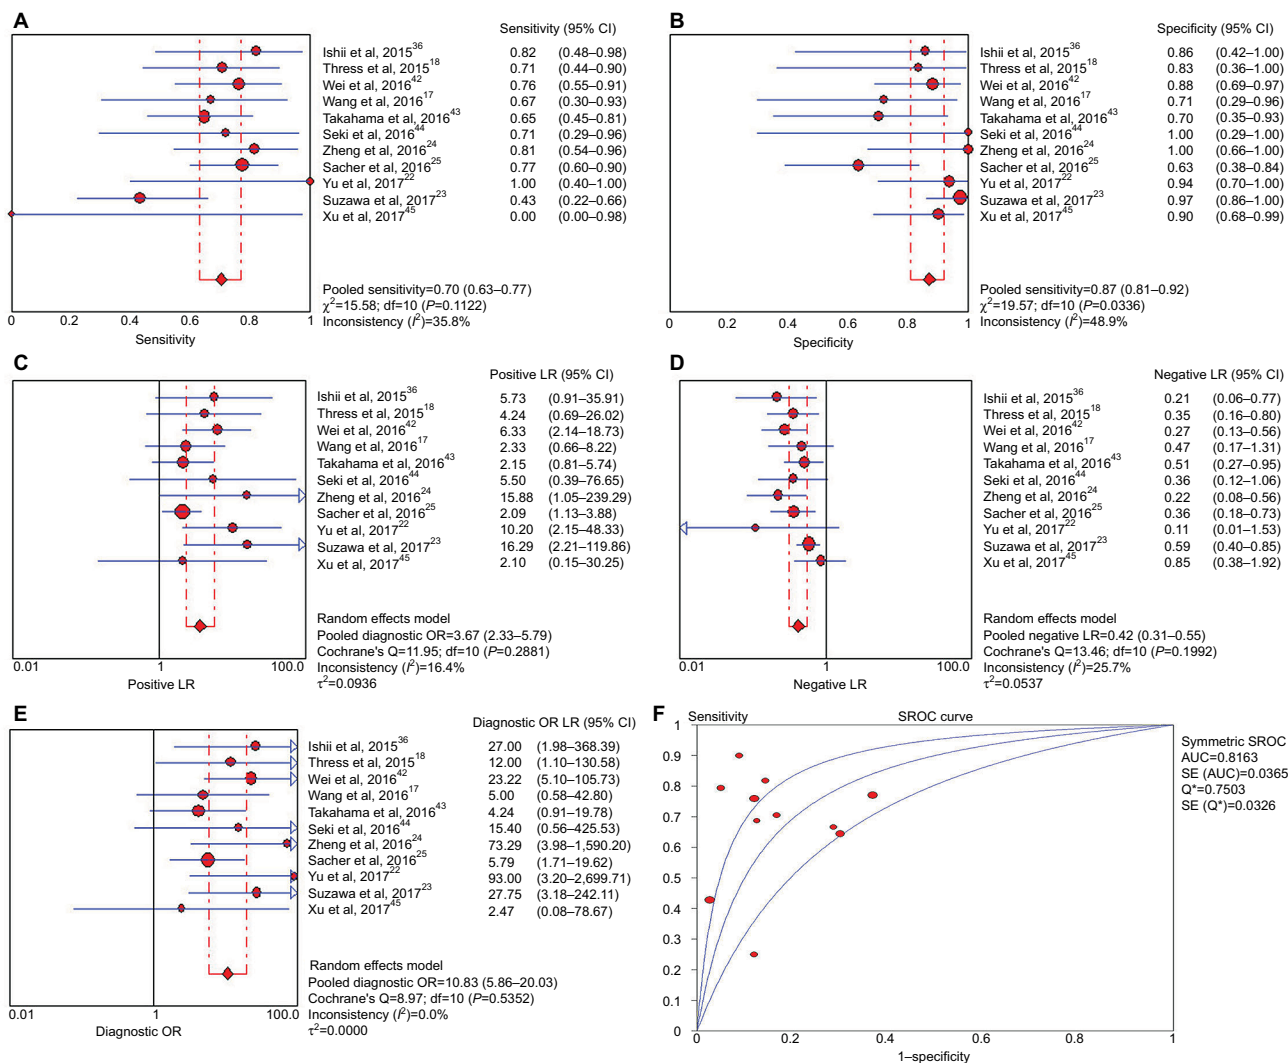 A
Sensitivity (95% CI)
Ishii et al, 2015³⁶ 0.82 (0.48–0.98)
Thress et al, 2015¹⁸ 0.71 (0.44–0.90)
Wei et al, 2016⁴² 0.76 (0.55–0.91)
Wang et al, 2016¹⁷ 0.67 (0.30–0.93)
Takahama et al, 2016⁴³ 0.65 (0.45–0.81)
Seki et al, 2016⁴⁴ 0.71 (0.29–0.96)
Zheng et al, 2016²⁴ 0.81 (0.54–0.96)
Sacher et al, 2016²⁵ 0.77 (0.60–0.90)
Yu et al, 2017²² 1.00 (0.40–1.00)
Suzawa et al, 2017²³ 0.43 (0.22–0.66)
Xu et al, 2017⁴⁵ 0.00 (0.00–0.98)
Pooled sensitivity=0.70 (0.63–0.77)
χ²=15.58; df=10 (P=0.1122)
Inconsistency (I²)=35.8%
0 0.2 0.4 0.6 0.8 1
Sensitivity
B
Specificity (95% CI)
Ishii et al, 2015³⁶ 0.86 (0.42–1.00)
Thress et al, 2015¹⁸ 0.83 (0.36–1.00)
Wei et al, 2016⁴² 0.88 (0.69–0.97)
Wang et al, 2016¹⁷ 0.71 (0.29–0.96)
Takahama et al, 2016⁴³ 0.70 (0.35–0.93)
Seki et al, 2016⁴⁴ 1.00 (0.29–1.00)
Zheng et al, 2016²⁴ 1.00 (0.66–1.00)
Sacher et al, 2016²⁵ 0.63 (0.38–0.84)
Yu et al, 2017²² 0.94 (0.70–1.00)
Suzawa et al, 2017²³ 0.97 (0.86–1.00)
Xu et al, 2017⁴⁵ 0.90 (0.68–0.99)
Pooled sensitivity=0.87 (0.81–0.92)
χ²=19.57; df=10 (P=0.0336)
Inconsistency (I²)=48.9%
0 0.2 0.4 0.6 0.8 1
Specificity
C
Positive LR (95% CI)
Ishii et al, 2015³⁶ 5.73 (0.91–35.91)
Thress et al, 2015¹⁸ 4.24 (0.69–26.02)
Wei et al, 2016⁴² 6.33 (2.14–18.73)
Wang et al, 2016¹⁷ 2.33 (0.66–8.22)
Takahama et al, 2016⁴³ 2.15 (0.81–5.74)
Seki et al, 2016⁴⁴ 5.50 (0.39–76.65)
Zheng et al, 2016²⁴ 15.88 (1.05–239.29)
Sacher et al, 2016²⁵ 2.09 (1.13–3.88)
Yu et al, 2017²² 10.20 (2.15–48.33)
Suzawa et al, 2017²³ 16.29 (2.21–119.86)
Xu et al, 2017⁴⁵ 2.10 (0.15–30.25)
Random effects model
Pooled diagnostic OR=3.67 (2.33–5.79)
Cochrane's Q=11.95; df=10 (P=0.2881)
Inconsistency (I²)=16.4%
τ²=0.0936
0.01 1 100.0
Positive LR
D
Negative LR (95% CI)
Ishii et al, 2015³⁶ 0.21 (0.06–0.77)
Thress et al, 2015¹⁸ 0.35 (0.16–0.80)
Wei et al, 2016⁴² 0.27 (0.13–0.56)
Wang et al, 2016¹⁷ 0.47 (0.17–1.31)
Takahama et al, 2016⁴³ 0.51 (0.27–0.95)
Seki et al, 2016⁴⁴ 0.36 (0.12–1.06)
Zheng et al, 2016²⁴ 0.22 (0.08–0.56)
Sacher et al, 2016²⁵ 0.36 (0.18–0.73)
Yu et al, 2017²² 0.11 (0.01–1.53)
Suzawa et al, 2017²³ 0.59 (0.40–0.85)
Xu et al, 2017⁴⁵ 0.85 (0.38–1.92)
Random effects model
Pooled negative LR=0.42 (0.31–0.55)
Cochrane's Q=13.46; df=10 (P=0.1992)
Inconsistency (I²)=25.7%
τ²=0.0537
0.01 1 100.0
Negative LR
E
Diagnostic OR LR (95% CI)
Ishii et al, 2015³⁶ 27.00 (1.98–368.39)
Thress et al, 2015¹⁸ 12.00 (1.10–130.58)
Wei et al, 2016⁴² 23.22 (5.10–105.73)
Wang et al, 2016¹⁷ 5.00 (0.58–42.80)
Takahama et al, 2016⁴³ 4.24 (0.91–19.78)
Seki et al, 2016⁴⁴ 15.40 (0.56–425.53)
Zheng et al, 2016²⁴ 73.29 (3.98–1,590.20)
Sacher et al, 2016²⁵ 5.79 (1.71–19.62)
Yu et al, 2017²² 93.00 (3.20–2,699.71)
Suzawa et al, 2017²³ 27.75 (3.18–242.11)
Xu et al, 2017⁴⁵ 2.47 (0.08–78.67)
Random effects model
Pooled diagnostic OR=10.83 (5.86–20.03)
Cochrane's Q=8.97; df=10 (P=0.5352)
Inconsistency (I²)=0.0%
τ²=0.0000
0.01 1 100.0
Diagnostic OR
F
Sensitivity SROC curve
1
0.9
0.8
0.7
0.6
0.5
0.4
0.3
0.2
0.1
0
0.2 0.4 0.6 0.8 1
1–specificity
Symmetric SROC
AUC=0.8163
SE (AUC)=0.0365
Q*=0.7503
SE (Q*)=0.0326